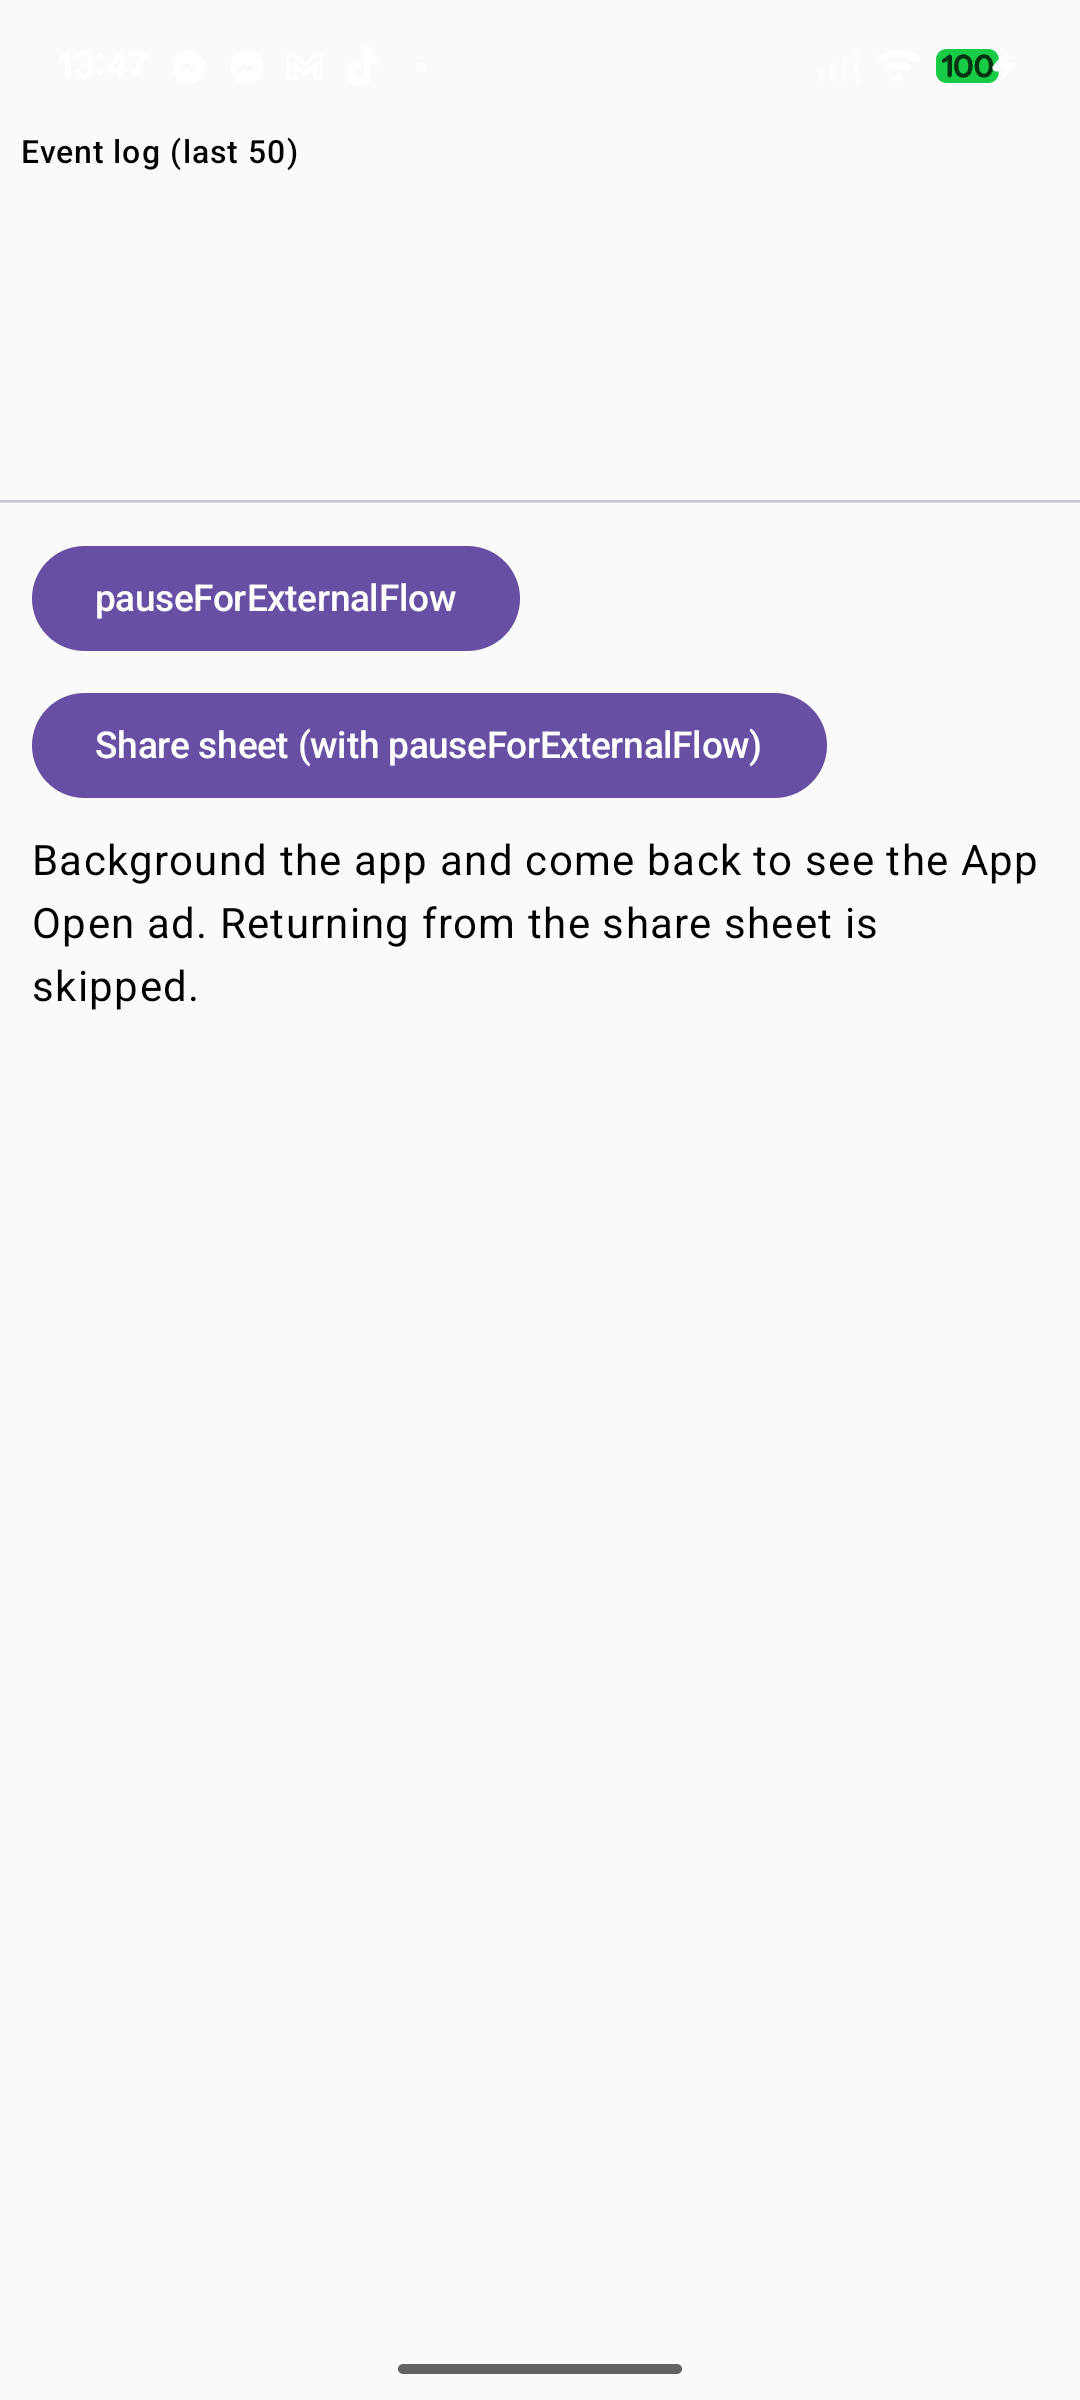 13:47
100
Event log (last 50)
pauseForExternalFlow
Share sheet (with pauseForExternalFlow)
Background the app and come back to see the App
Open ad. Returning from the share sheet is
skipped.